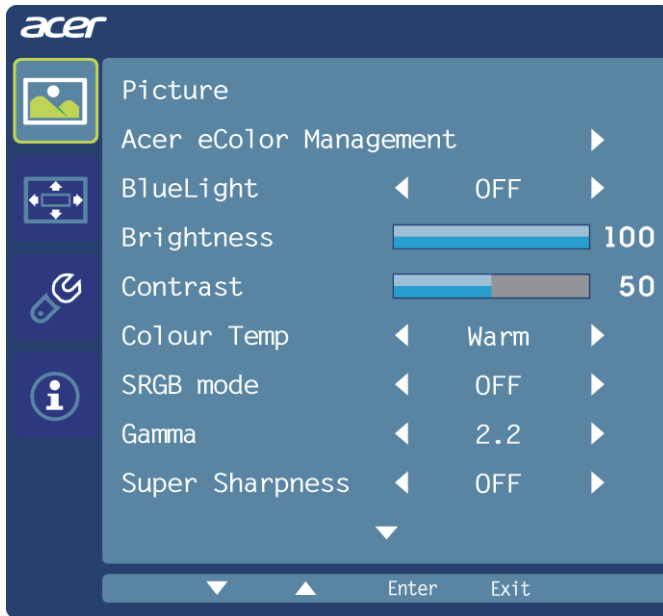 acer
Picture
Acer eColor Management
BlueLight OFF
Brightness 100
Contrast 50
Colour Temp Warm
SRGB mode OFF
Gamma 2.2
Super Sharpness OFF
Enter Exit